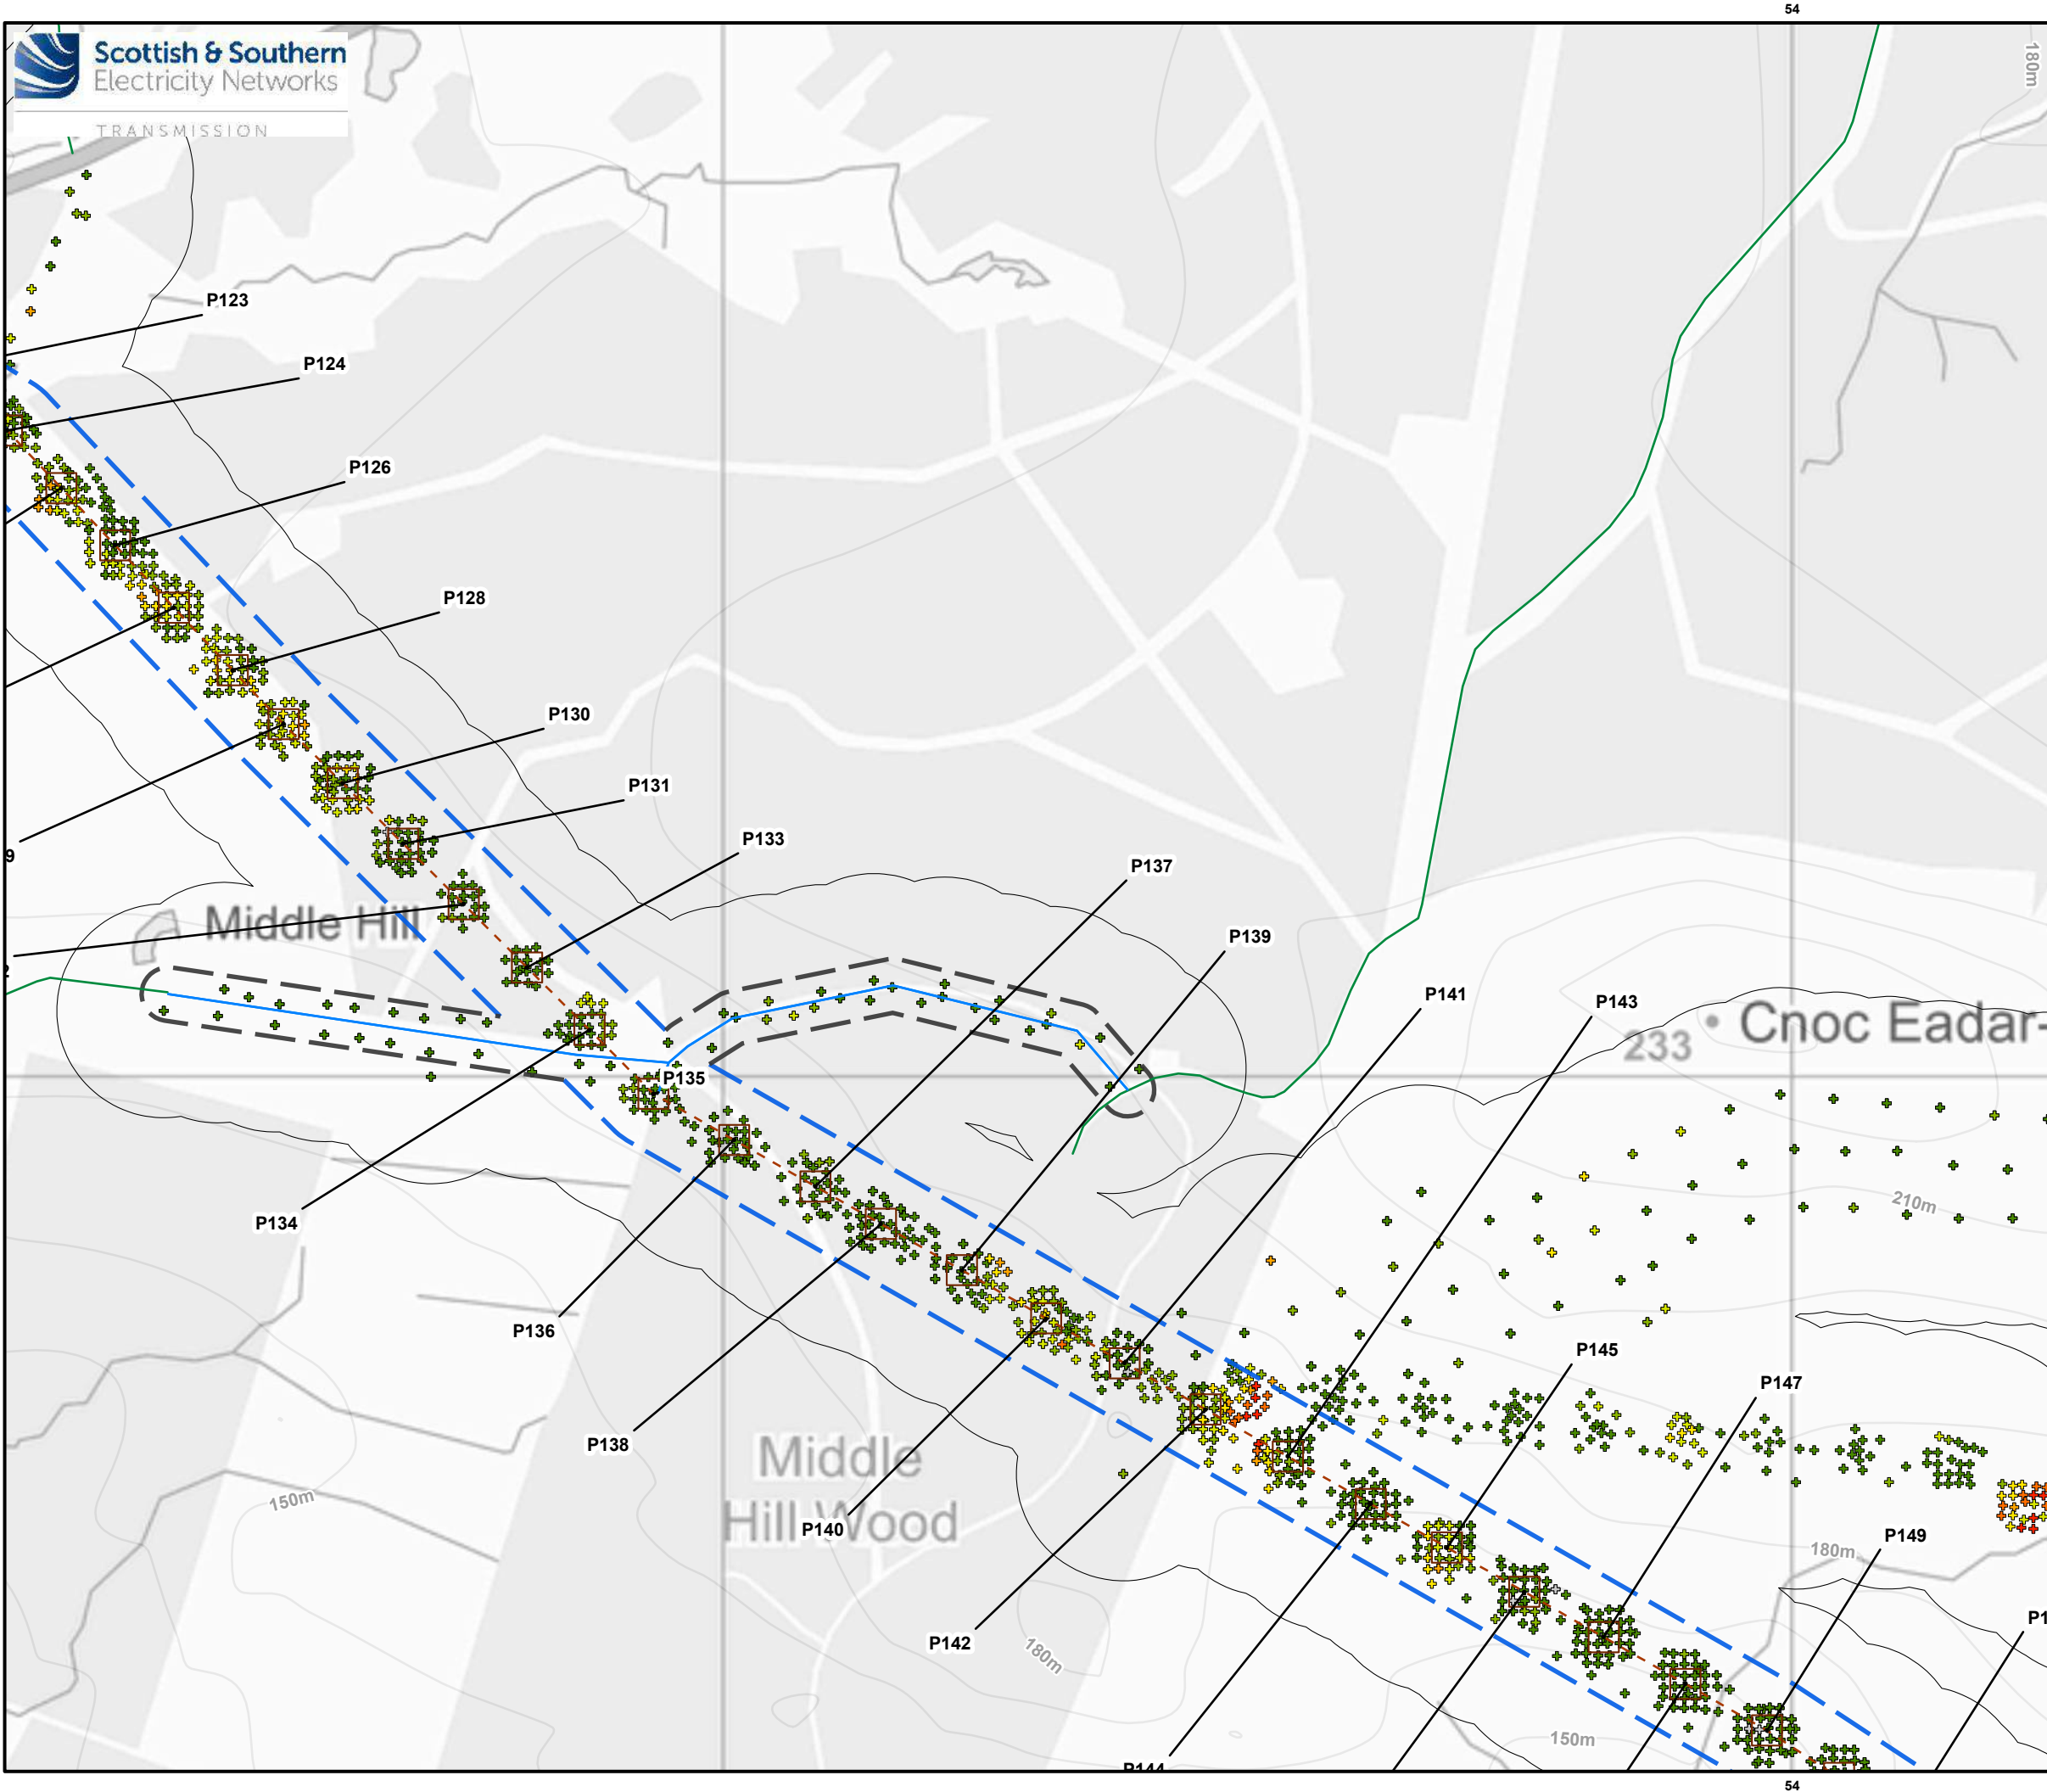 54
Scottish & Southern
Electricity Networks
TRANSMISSION
180m
P123
P124
P126
P128
P130
P131
P133
P137
9
P139
Middle Hill
P141
P143
233
Cnoc Eadar-
P135
210m
P134
P136
P145
P147
P138
Middle
Hill Wood
150m
P140
P149
180m
P142
180m
150m
P144
54